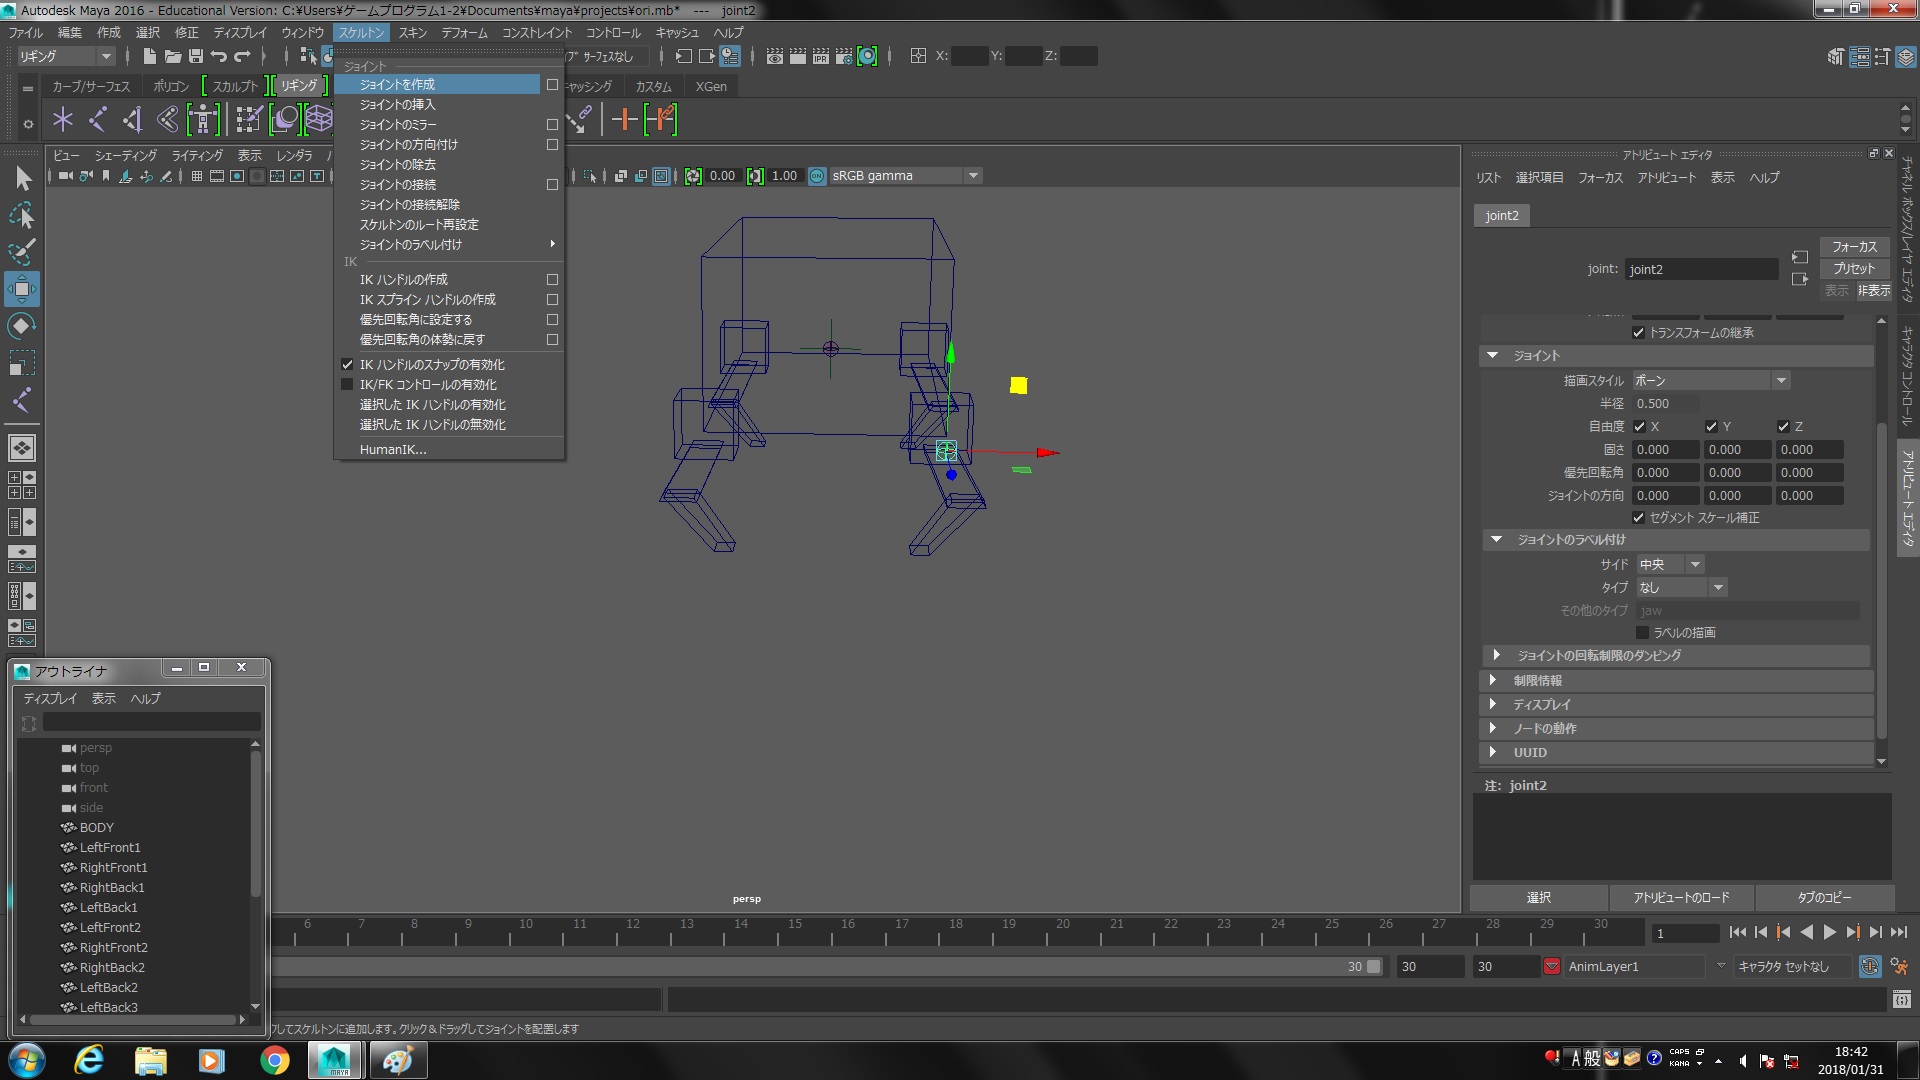 Autodesk Maya 2016 - Educational Version: C:¥Users¥ゲームプログラム1-2¥Documents¥maya¥projects¥ori.mb* --- joint2
ファイル 編集 作成 選択 修正 ディスプレイ ウィンドウ スケルトン スキン デフォーム コンストレイント コントロール キャッシュ ヘルプ
リギング
サーフェスなし
X: Y: Z:
カーブ/サーフェス ポリゴン スカルプト リギング キャッシング カスタム XGen
ジョイント
ジョイントを作成
ジョイントの挿入
ジョイントのミラー
ジョイントの方向付け
ジョイントの除去
ジョイントの接続
ジョイントの接続解除
スケルトンのルート再設定
ジョイントのラベル付け
IK
IK ハンドルの作成
IK スプライン ハンドルの作成
優先回転角に設定する
優先回転角の体勢に戻す
IK ハンドルのスナップの有効化
IK/FK コントロールの有効化
選択した IK ハンドルの有効化
選択した IK ハンドルの無効化
HumanIK...
ビュー シェーディング ライティング 表示 レンダラ
0.00 1.00 ON sRGB gamma
persp
アトリビュート エディタ
リスト 選択項目 フォーカス アトリビュート 表示 ヘルプ
joint2
joint: joint2
フォーカス
プリセット
表示 非表示
トランスフォームの継承
ジョイント
描画スタイル ボーン
半径 0.500
自由度 X Y Z
固さ 0.000 0.000 0.000
優先回転角 0.000 0.000 0.000
ジョイントの方向 0.000 0.000 0.000
セグメント スケール補正
ジョイントのラベル付け
サイド 中央
タイプ なし
その他のタイプ jaw
ラベルの描画
ジョイントの回転制限のダンピング
制限情報
ディスプレイ
ノードの動作
UUID
注: joint2
選択 アトリビュートのロード タブのコピー
チャネル ボックス/レイヤ エディタ
キャラクタ コントロール
アトリビュート エディタ
アウトライナ
ディスプレイ 表示 ヘルプ
persp
top
front
side
BODY
LeftFront1
RightFront1
RightBack1
LeftBack1
LeftFront2
RightFront2
RightBack2
LeftBack2
LeftBack3
6 7 8 9 10 11 12 13 14 15 16 17 18 19 20 21 22 23 24 25 26 27 28 29 30
1
30 30 30 AnimLayer1 キャラクタ セットなし
してスケルトンに追加します。クリック＆ドラッグしてジョイントを配置します
MAYA
A 般 CAPS KANA
18:42
2018/01/31